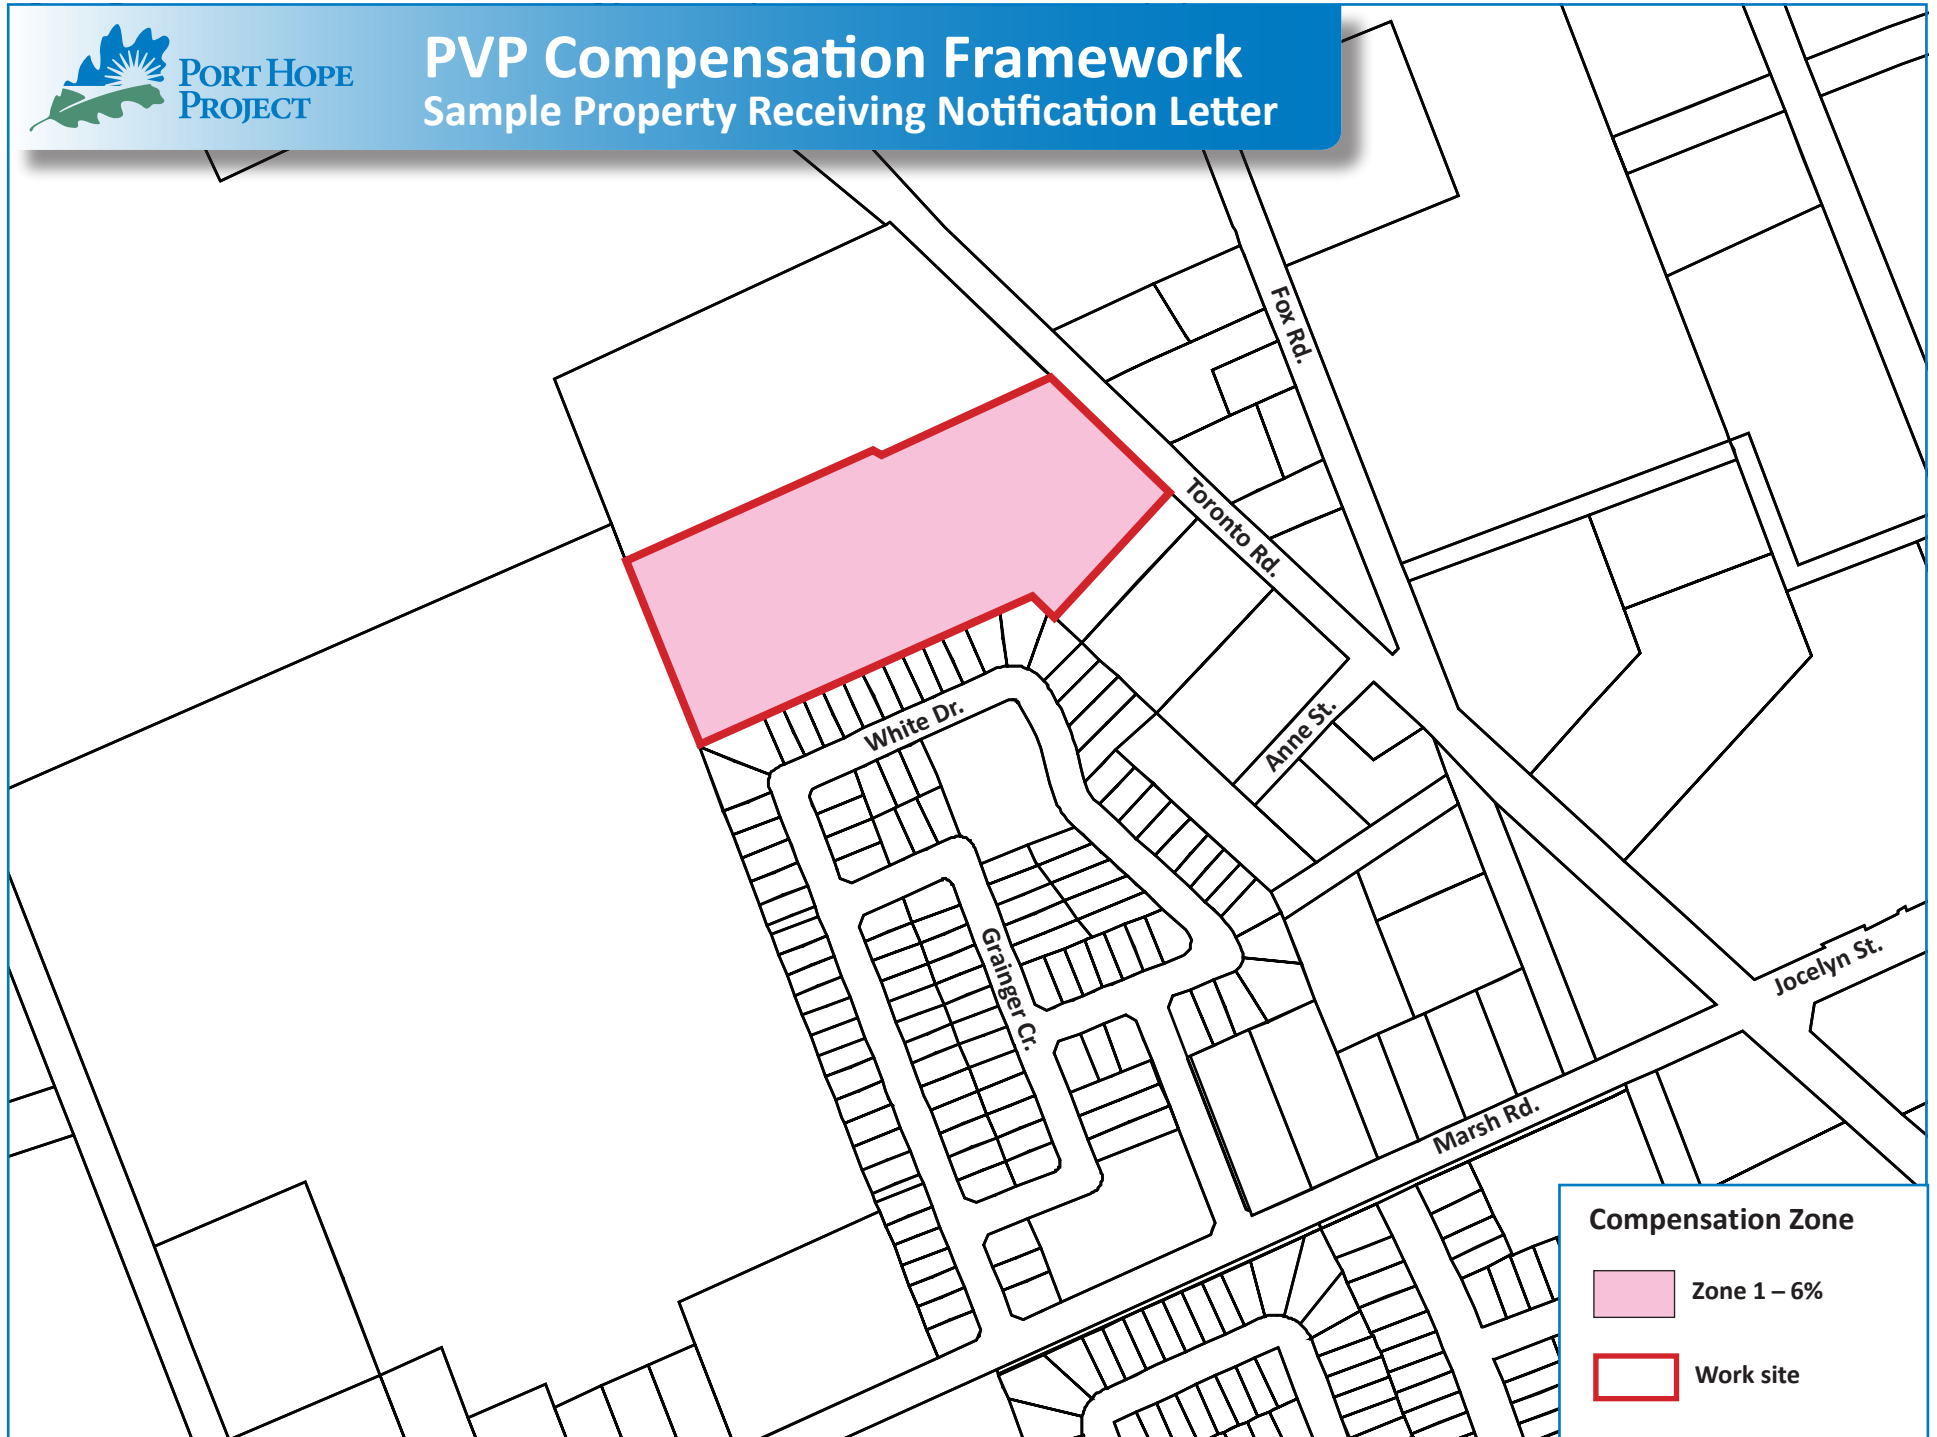 PORT HOPE
PROJECT
PVP Compensation Framework
Sample Property Receiving Notification Letter
Fox Rd.
Toronto Rd.
White Dr.
Anne St.
Grainger Cr.
Jocelyn St.
Marsh Rd.
Compensation Zone
Zone 1 – 6%
Work site